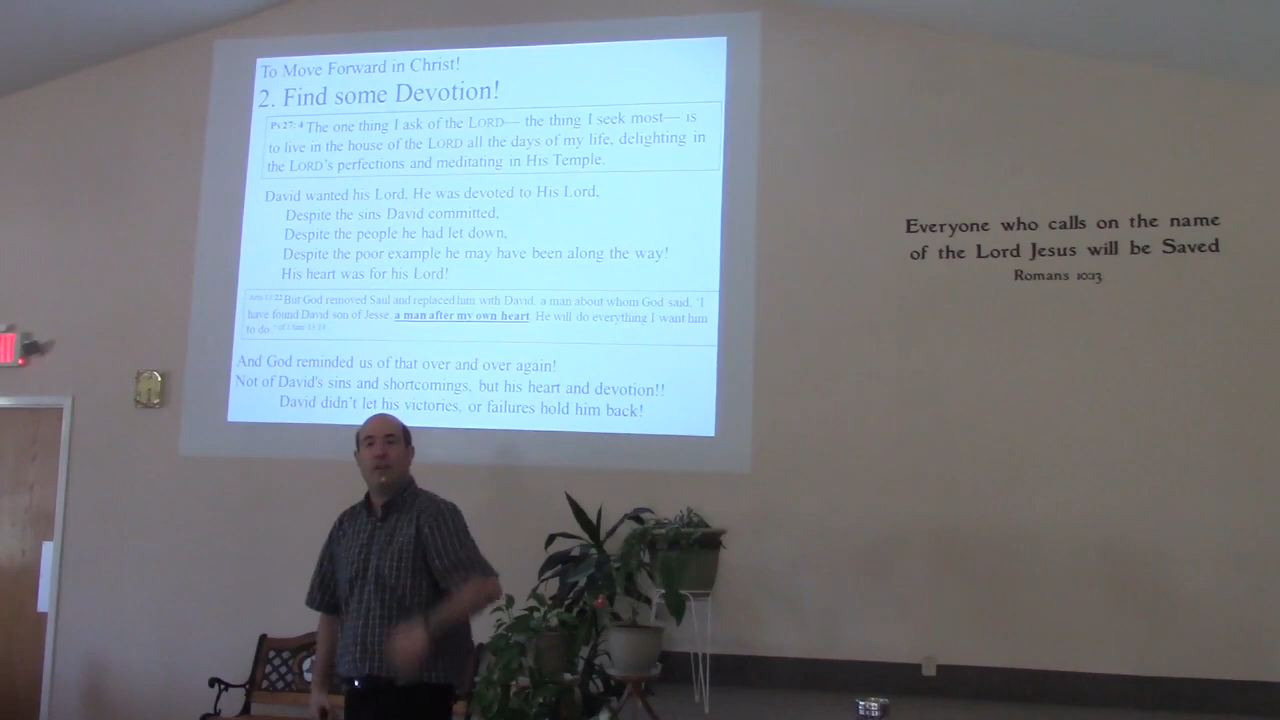 To Move Forward in Christ!
2. Find some Devotion!
Ps 27: 4 The one thing I ask of the LORD— the thing I seek most— is
to live in the house of the LORD all the days of my life, delighting in
the LORD's perfections and meditating in His Temple.
David wanted his Lord, He was devoted to His Lord,
Despite the sins David committed,
Despite the people he had let down,
Despite the poor example he may have been along the way!
His heart was for his Lord!
Acts 13:22 But God removed Saul and replaced him with David, a man about whom God said, 'I
have found David son of Jesse, a man after my own heart. He will do everything I want him
to do.'
And God reminded us of that over and over again!
Not of David's sins and shortcomings, but his heart and devotion!!
David didn't let his victories, or failures hold him back!
Everyone who calls on the name
of the Lord Jesus will be Saved
Romans 10:13